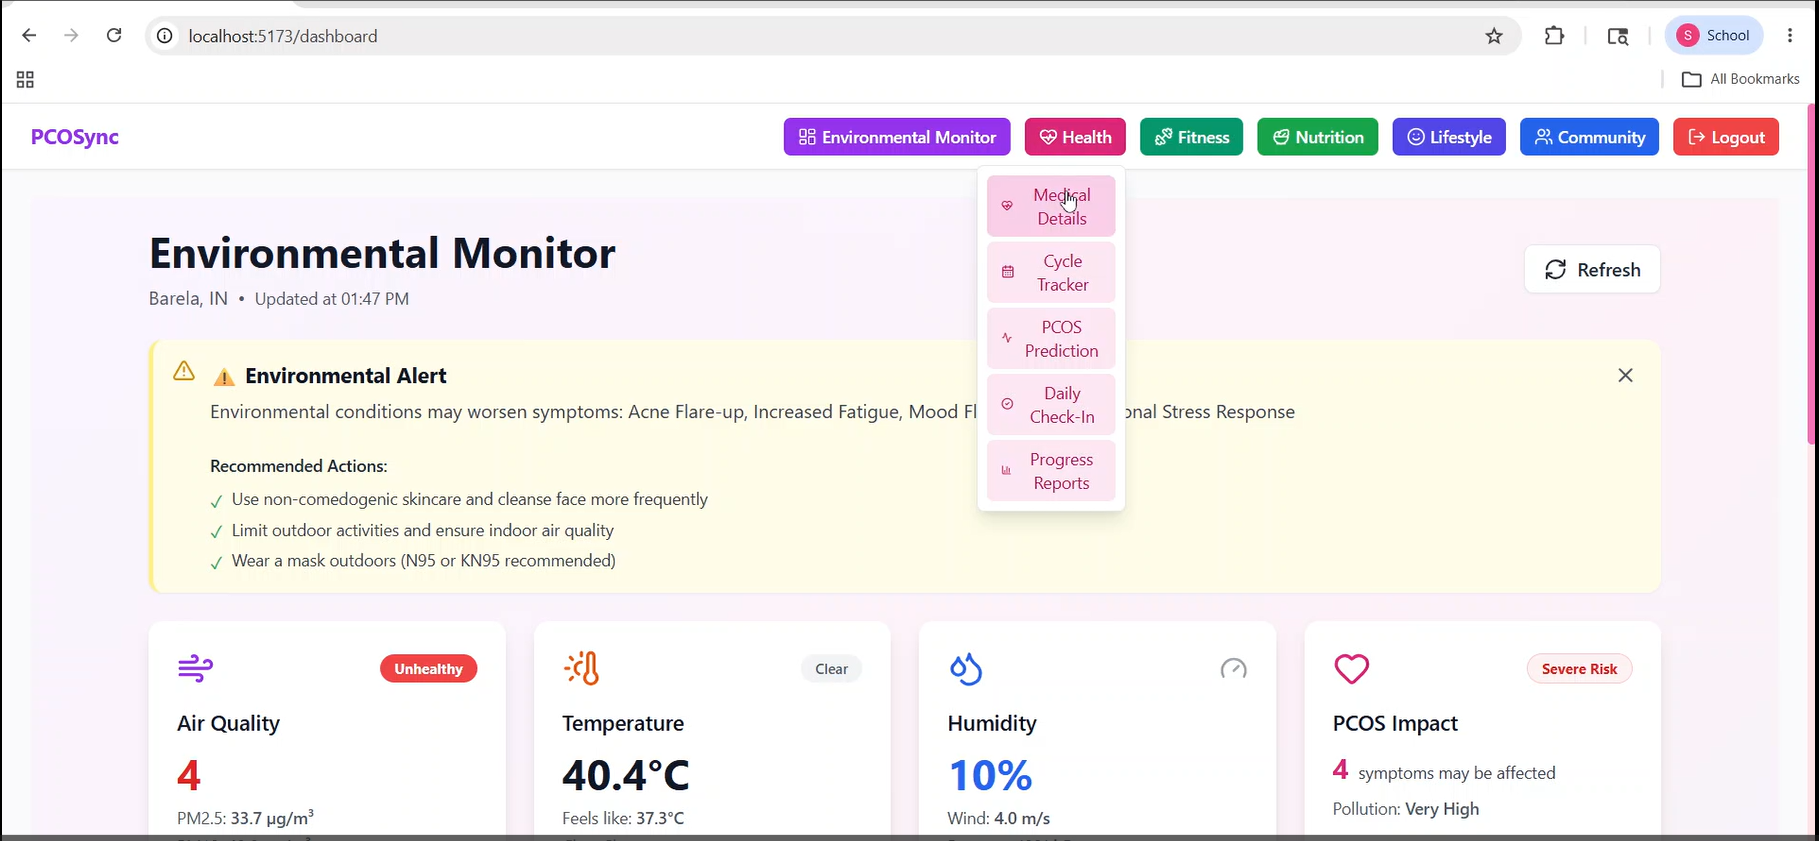 localhost:5173/dashboard
S School
All Bookmarks
PCOSync
Environmental Monitor
Health
Fitness
Nutrition
Lifestyle
Community
Logout
Medical
Details
Cycle
Tracker
PCOS
Prediction
Daily
Check-In
Progress
Reports
Environmental Monitor
Barela, IN • Updated at 01:47 PM
Refresh
Environmental Alert
Environmental conditions may worsen symptoms: Acne Flare-up, Increased Fatigue, Mood Stress Response
Recommended Actions:
✓ Use non-comedogenic skincare and cleanse face more frequently
✓ Limit outdoor activities and ensure indoor air quality
✓ Wear a mask outdoors (N95 or KN95 recommended)
Unhealthy
Air Quality
4
PM2.5: 33.7 µg/m³
Clear
Temperature
40.4°C
Feels like: 37.3°C
Humidity
10%
Wind: 4.0 m/s
Severe Risk
PCOS Impact
4 symptoms may be affected
Pollution: Very High